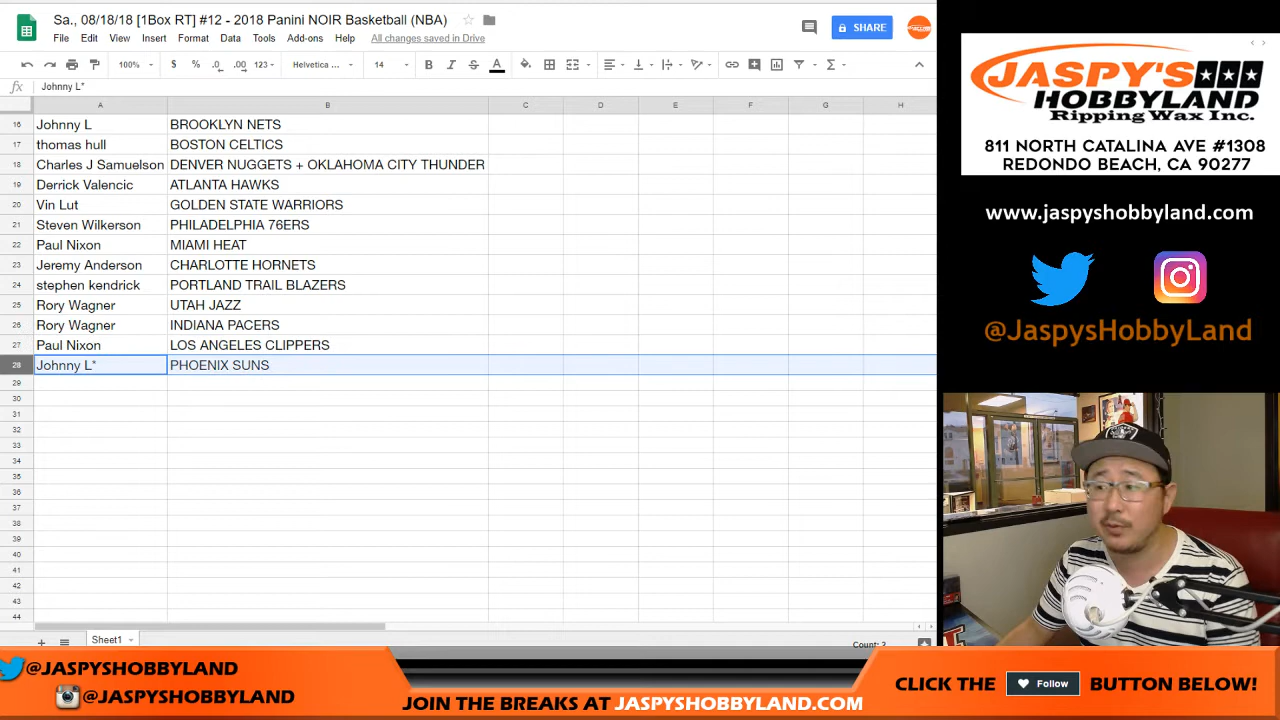 Sa., 08/18/18 [1Box RT] #12 - 2018 Panini NOIR Basketball (NBA)
File Edit View Insert Format Data Tools Add-ons Help All changes saved in Drive
SHARE
100% $ % .0 .00 123 Helvetica ... 14 B I S A
fx Johnny L*
A B C D E F G H
16 Johnny L BROOKLYN NETS
17 thomas hull BOSTON CELTICS
18 Charles J Samuelson DENVER NUGGETS + OKLAHOMA CITY THUNDER
19 Derrick Valencic ATLANTA HAWKS
20 Vin Lut GOLDEN STATE WARRIORS
21 Steven Wilkerson PHILADELPHIA 76ERS
22 Paul Nixon MIAMI HEAT
23 Jeremy Anderson CHARLOTTE HORNETS
24 stephen kendrick PORTLAND TRAIL BLAZERS
25 Rory Wagner UTAH JAZZ
26 Rory Wagner INDIANA PACERS
27 Paul Nixon LOS ANGELES CLIPPERS
28 Johnny L* PHOENIX SUNS
29
30
31
32
33
34
35
36
37
38
39
40
41
42
43
44
Sheet1
Count: 2
JASPY'S
HOBBYLAND
Ripping Wax Inc.
811 NORTH CATALINA AVE #1308
REDONDO BEACH, CA 90277
www.jaspyshobbyland.com
@JaspysHobbyLand
@JASPYSHOBBYLAND
@JASPYSHOBBYLAND
JOIN THE BREAKS AT JASPYSHOBBYLAND.COM
CLICK THE Follow BUTTON BELOW!